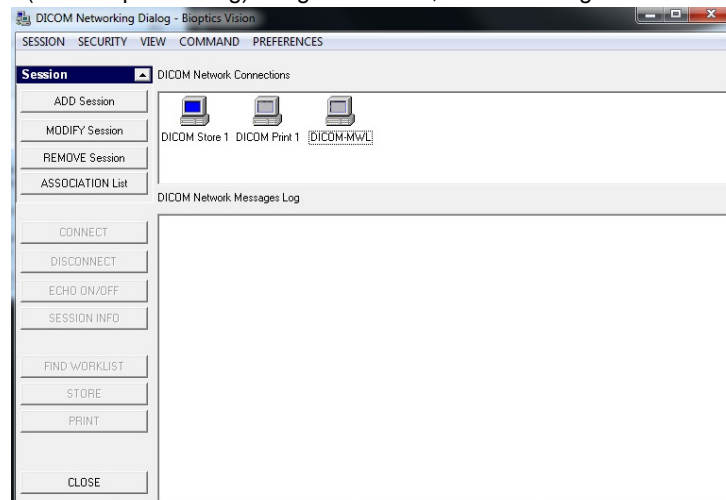 DICOM Networking Dialog - Bioptics Vision
SESSION SECURITY VIEW COMMAND PREFERENCES
Session
DICOM Network Connections
ADD Session
MODIFY Session
REMOVE Session
ASSOCIATION List
DICOM Store 1 DICOM Print 1 DICOM-MWL
DICOM Network Messages Log
CONNECT
DISCONNECT
ECHO ON/OFF
SESSION INFO
FIND WORKLIST
STORE
PRINT
CLOSE